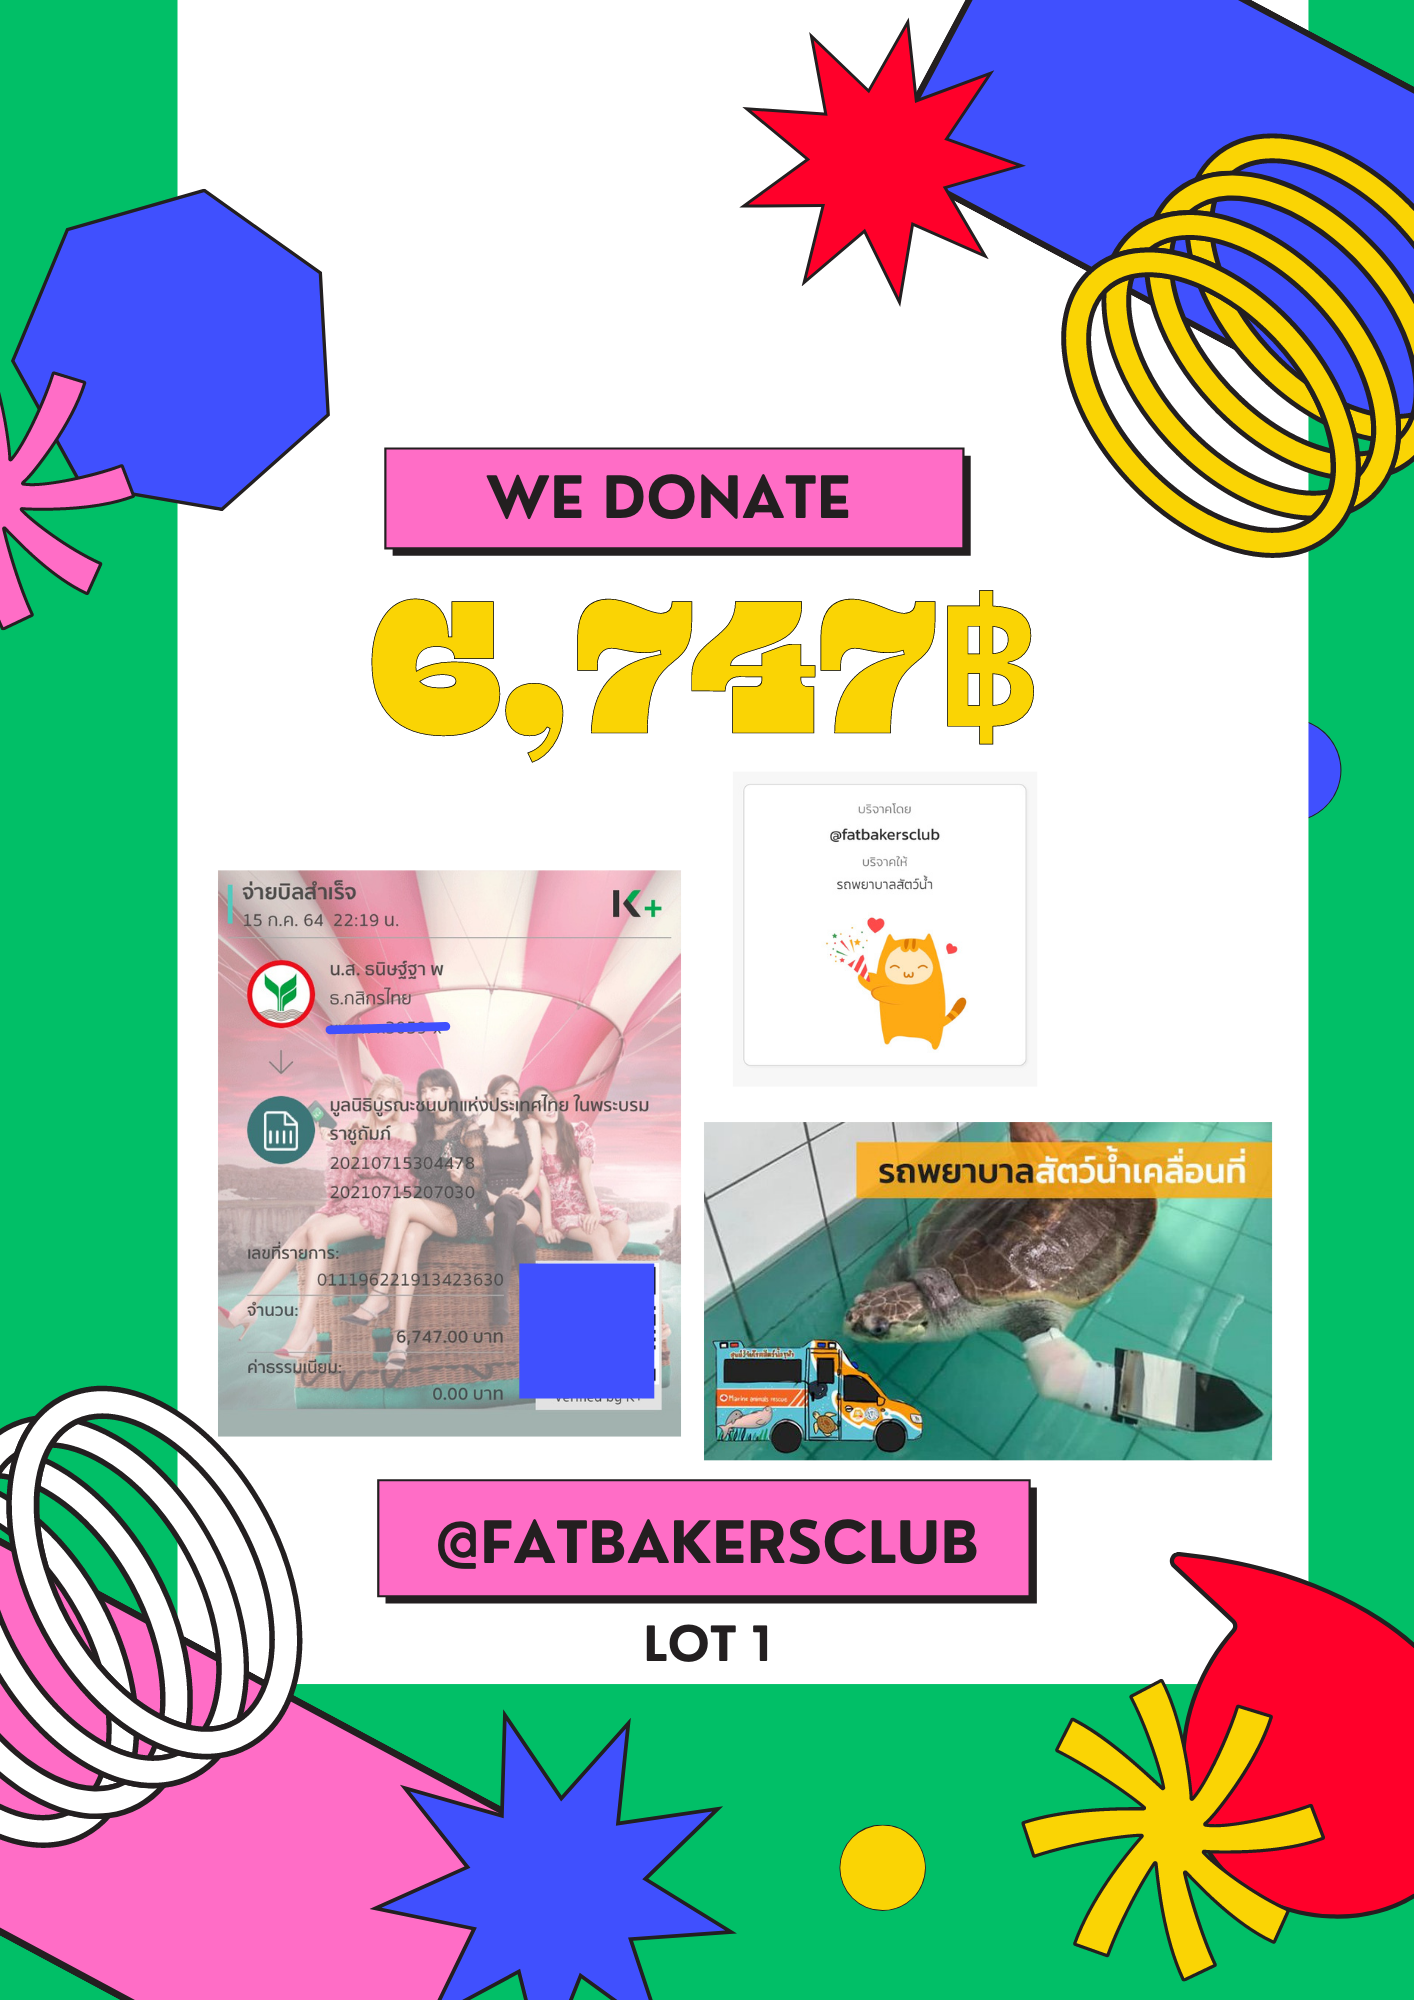 WE DONATE
6,747฿
บริจาคโดย
@fatbakersclub
บริจาคให้
รถพยาบาลสัตว์น้ำ
จ่ายบิลสำเร็จ
15 ก.ค. 64 22:19 น.
K+
น.ส. ธนิษฐ์ฐา พ
ธ.กสิกรไทย
มูลนิธิบูรณะชนบทแห่งประเทศไทย ในพระบรม
ราชูถัมภ์
20210715304478
20210715207030
เลขที่รายการ:
011196221913423630
จำนวน:
6,747.00 บาท
ค่าธรรมเนียม:
0.00 บาท
Verified by K+
รถพยาบาลสัตว์น้ำเคลื่อนที่
Marine animals rescue
@FATBAKERSCLUB
LOT 1